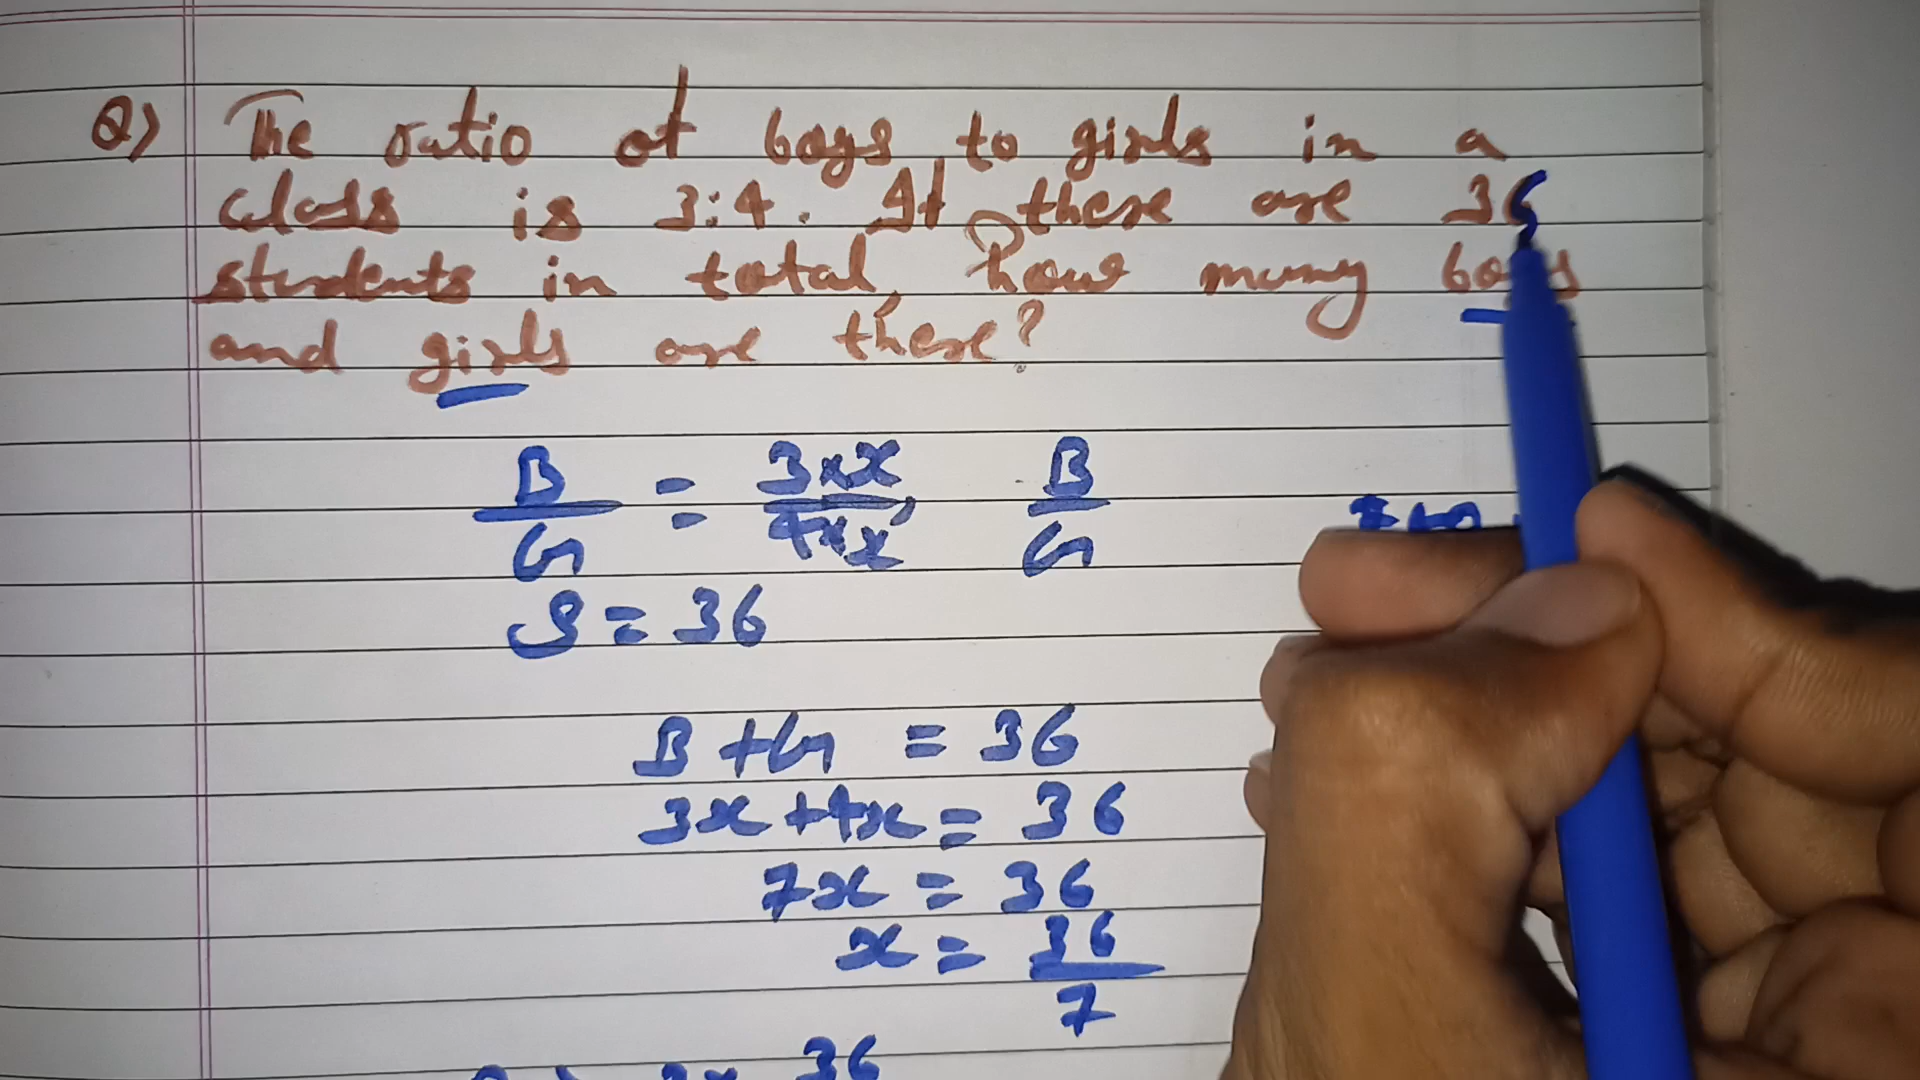 Q) The ratio of boys to girls in a
class is 3:4. If there are 36
students in total, how many boys
and girls are there?
B/G = 3×x/4×x, B/G
S = 36
B + G = 36
3x + 4x = 36
7x = 36
x = 36/7
36